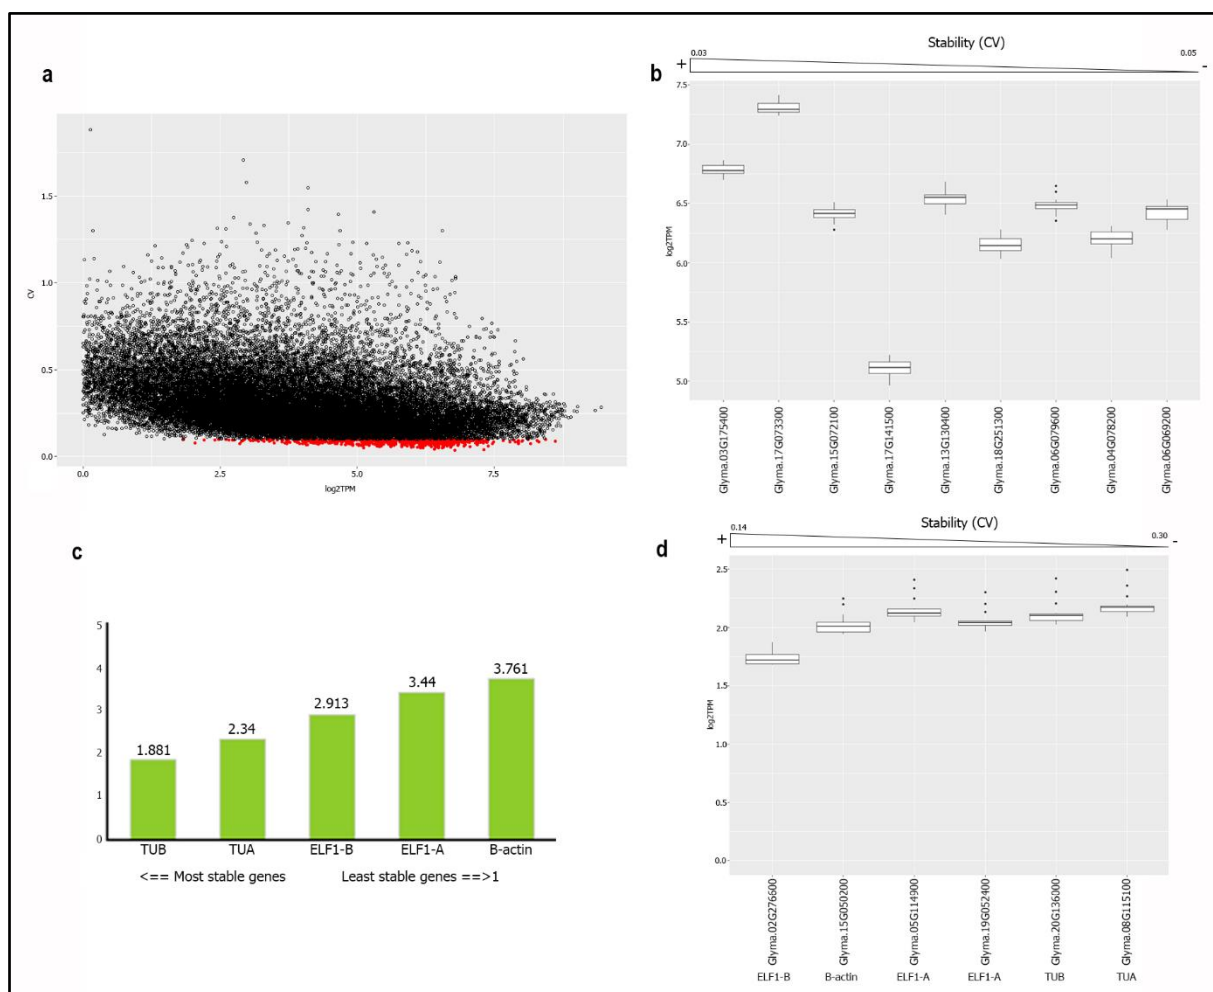 a
CV
1.5
1.0
0.5
0.0
0.0
2.5
5.0
7.5
log2TPM
b
Stability (CV)
+
0.03
0.05
-
log2TPM
7.5
7.0
6.5
6.0
5.5
5.0
Glyma.03G175400
Glyma.17G073300
Glyma.15G072100
Glyma.17G141500
Glyma.13G130400
Glyma.18G251300
Glyma.06G079600
Glyma.04G078200
Glyma.06G069200
c
5
4
3
2
1
0
1.881
2.34
2.913
3.44
3.761
TUB
TUA
ELF1-B
ELF1-A
B-actin
<== Most stable genes
Least stable genes ==>1
d
Stability (CV)
+
0.14
0.30
-
log2TPM
2.5
2.0
1.5
1.0
0.5
0.0
Glyma.02G276600
Glyma.15G050200
Glyma.05G114900
Glyma.19G052400
Glyma.20G136000
Glyma.08G115100
ELF1-B
B-actin
ELF1-A
ELF1-A
TUB
TUA